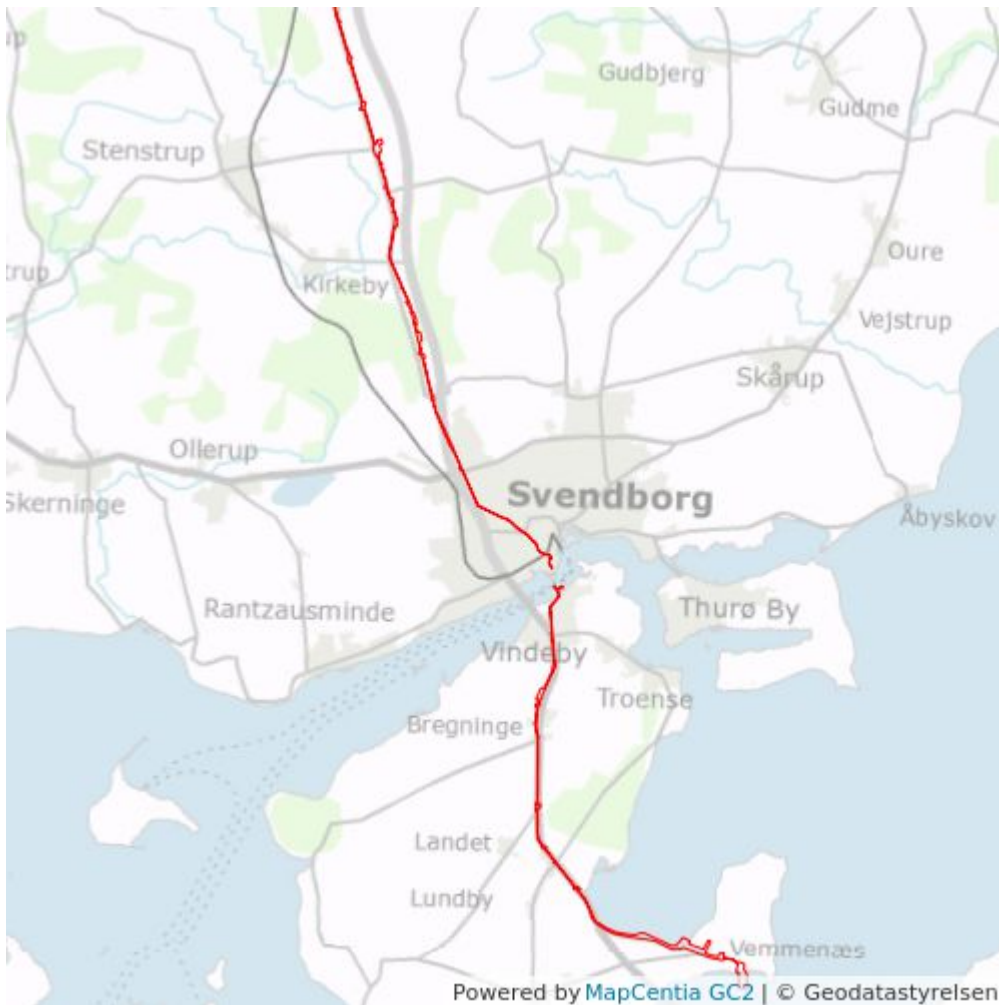 Gudbjerg
Gudme
Stenstrup
Oure
Kirkeby
trup
Vejstrup
Skårup
Ollerup
Skerninge
Svendborg
Åbyskov
Rantzausminde
Thurø By
Vindeby
Troense
Bregninge
Landet
Lundby
Vemmenæs
Powered by MapCentia GC2 | © Geodatastyrelsen